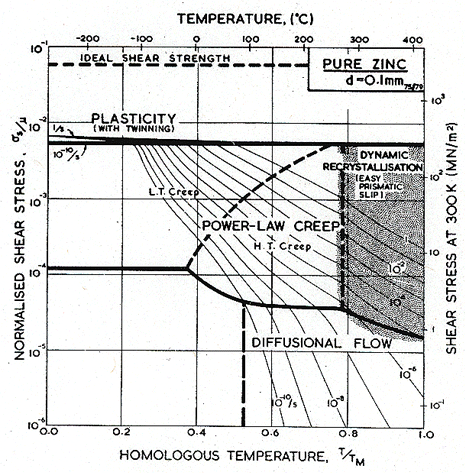 TEMPERATURE, (°C)
-200 -100 0 100 200 300 400
10⁻¹
IDEAL SHEAR STRENGTH
PURE ZINC
d=0.1mm 75/79
10³
PLASTICITY
(WITH TWINNING)
1/s
10⁻²
10⁻¹⁰/s
DYNAMIC
RECRYSTALLISATION
(EASY
PRISMATIC
SLIP)
10²
L.T. Creep
10⁻³
POWER-LAW CREEP
H.T. Creep
1
10
10⁻²
10⁻⁴
10⁻⁴
1
DIFFUSIONAL FLOW
10⁻⁵
10⁻⁶
10⁻¹⁰/s
10⁻⁸
10⁻¹
10⁻⁶
0.0 0.2 0.4 0.6 0.8 1.0
HOMOLOGOUS TEMPERATURE, T/TM
NORMALISED SHEAR STRESS, σs/μ
SHEAR STRESS AT 300K (MN/m²)